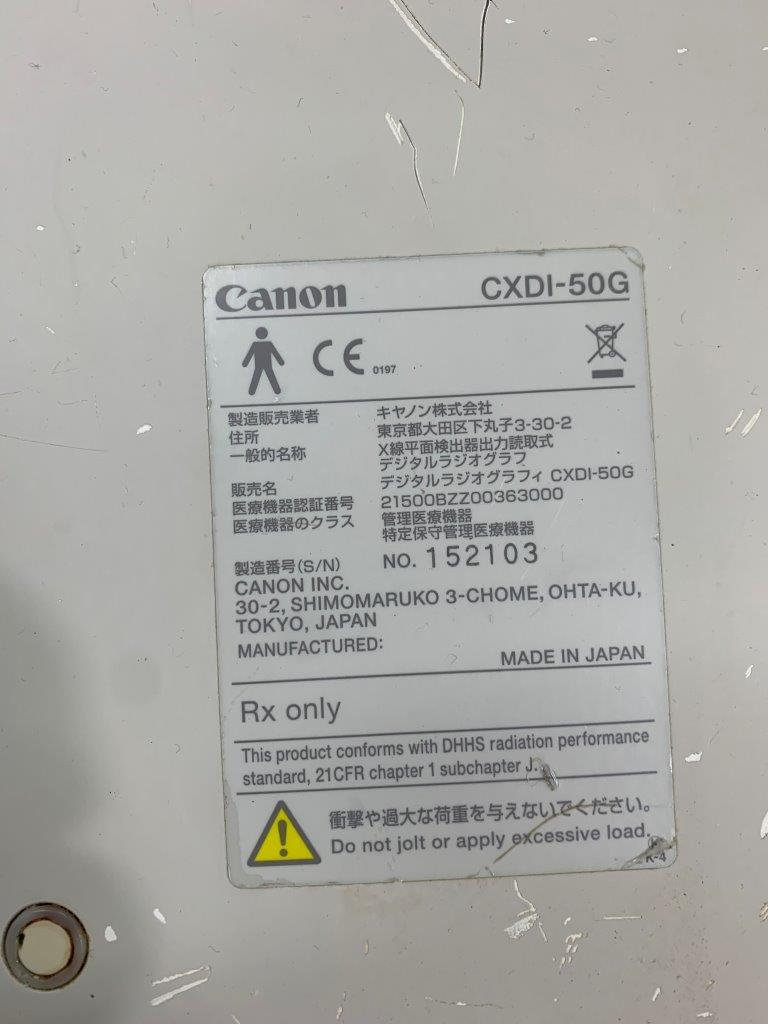 Canon CXDI-50G
CE 0197
製造販売業者 キヤノン株式会社
住所 東京都大田区下丸子3-30-2
一般的名称 X線平面検出器出力読取式
デジタルラジオグラフ
販売名 デジタルラジオグラフィ CXDI-50G
医療機器認証番号 21500BZZ00363000
医療機器のクラス 管理医療機器
特定保守管理医療機器
製造番号(S/N) NO. 152103
CANON INC.
30-2, SHIMOMARUKO 3-CHOME, OHTA-KU,
TOKYO, JAPAN
MANUFACTURED:
MADE IN JAPAN
Rx only
This product conforms with DHHS radiation performance
standard, 21CFR chapter 1 subchapter J.
衝撃や過大な荷重を与えないでください。
Do not jolt or apply excessive load.
K-4